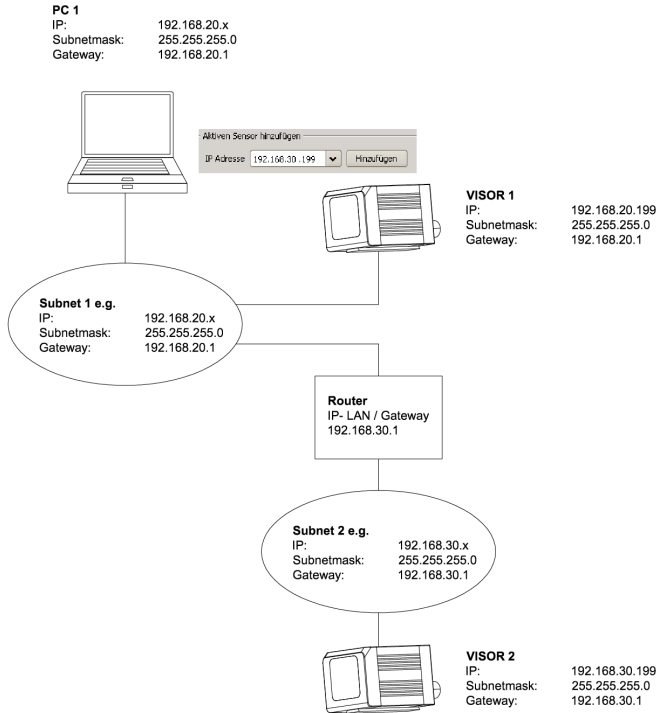 PC 1
IP: 192.168.20.x
Subnetmask: 255.255.255.0
Gateway: 192.168.20.1
Aktiven Sensor hinzufügen
IP Adresse 192.168.30.199 Hinzufügen
VISOR 1
IP: 192.168.20.199
Subnetmask: 255.255.255.0
Gateway: 192.168.20.1
Subnet 1 e.g.
IP: 192.168.20.x
Subnetmask: 255.255.255.0
Gateway: 192.168.20.1
Router
IP- LAN / Gateway
192.168.30.1
Subnet 2 e.g.
IP: 192.168.30.x
Subnetmask: 255.255.255.0
Gateway: 192.168.30.1
VISOR 2
IP: 192.168.30.199
Subnetmask: 255.255.255.0
Gateway: 192.168.30.1